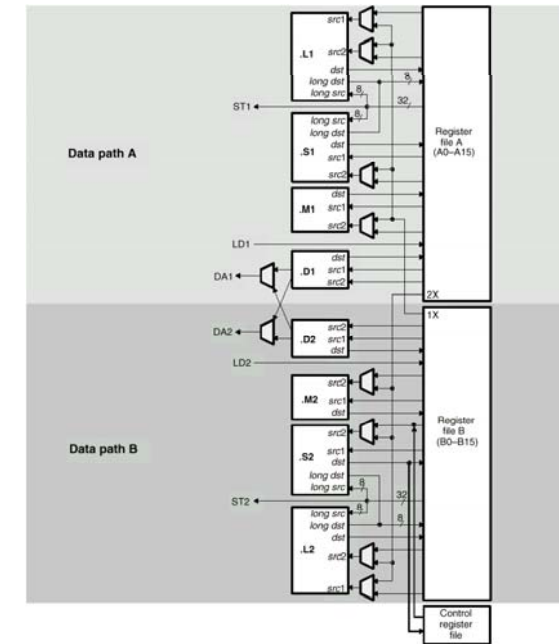 src1
.L1
src2
dst
8
long dst
8
long src
32
ST1
8
long src
long dst
dst
Register
file A
(A0–A15)
Data path A
.S1
src1
src2
dst
.M1
src1
src2
LD1
dst
DA1
.D1
src1
src2
2X
1X
src2
DA2
.D2
src1
dst
LD2
src2
.M2
src1
dst
src2
Register
file B
(B0–B15)
Data path B
src1
.S2
dst
long dst
8
long src
32
ST2
8
long src
long dst
8
dst
.L2
src2
src1
Control
register
file